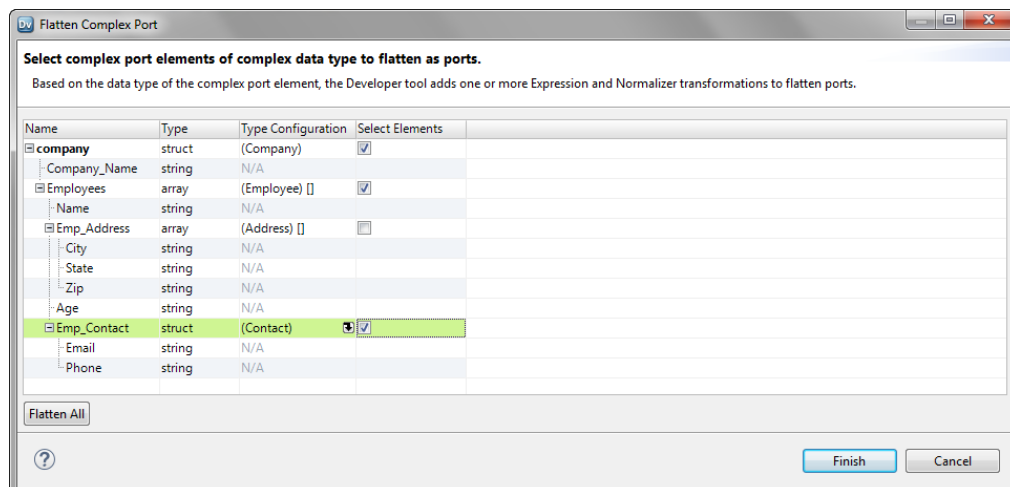 Dv Flatten Complex Port
Select complex port elements of complex data type to flatten as ports.
Based on the data type of the complex port element, the Developer tool adds one or more Expression and Normalizer transformations to flatten ports.
Name Type Type Configuration Select Elements
company struct (Company)
Company_Name string N/A
Employees array (Employee) []
Name string N/A
Emp_Address array (Address) []
City string N/A
State string N/A
Zip string N/A
Age string N/A
Emp_Contact struct (Contact)
Email string N/A
Phone string N/A
Flatten All
? Finish Cancel